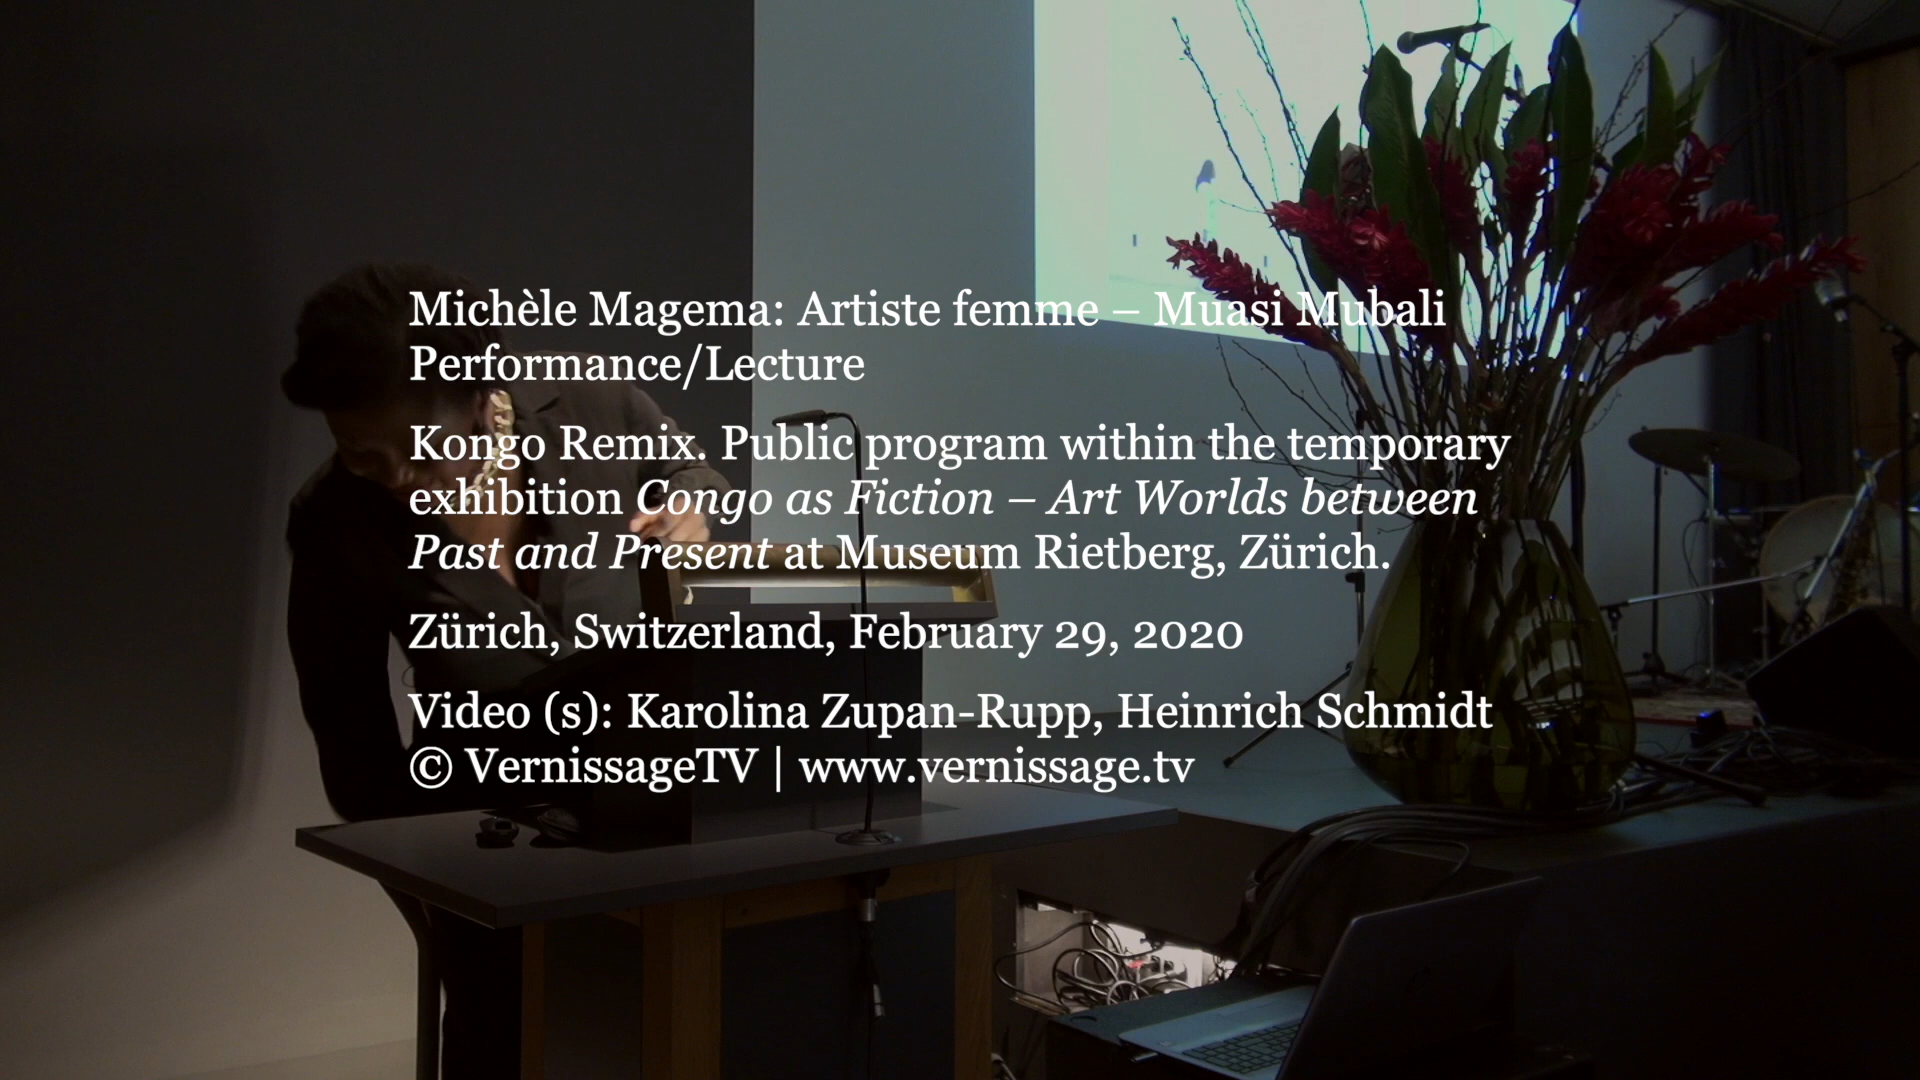 Michèle Magema: Artiste femme – Muasi Mubali
Performance/Lecture
Kongo Remix. Public program within the temporary
exhibition Congo as Fiction – Art Worlds between
Past and Present at Museum Rietberg, Zürich.
Zürich, Switzerland, February 29, 2020
Video (s): Karolina Zupan-Rupp, Heinrich Schmidt
© VernissageTV | www.vernissage.tv